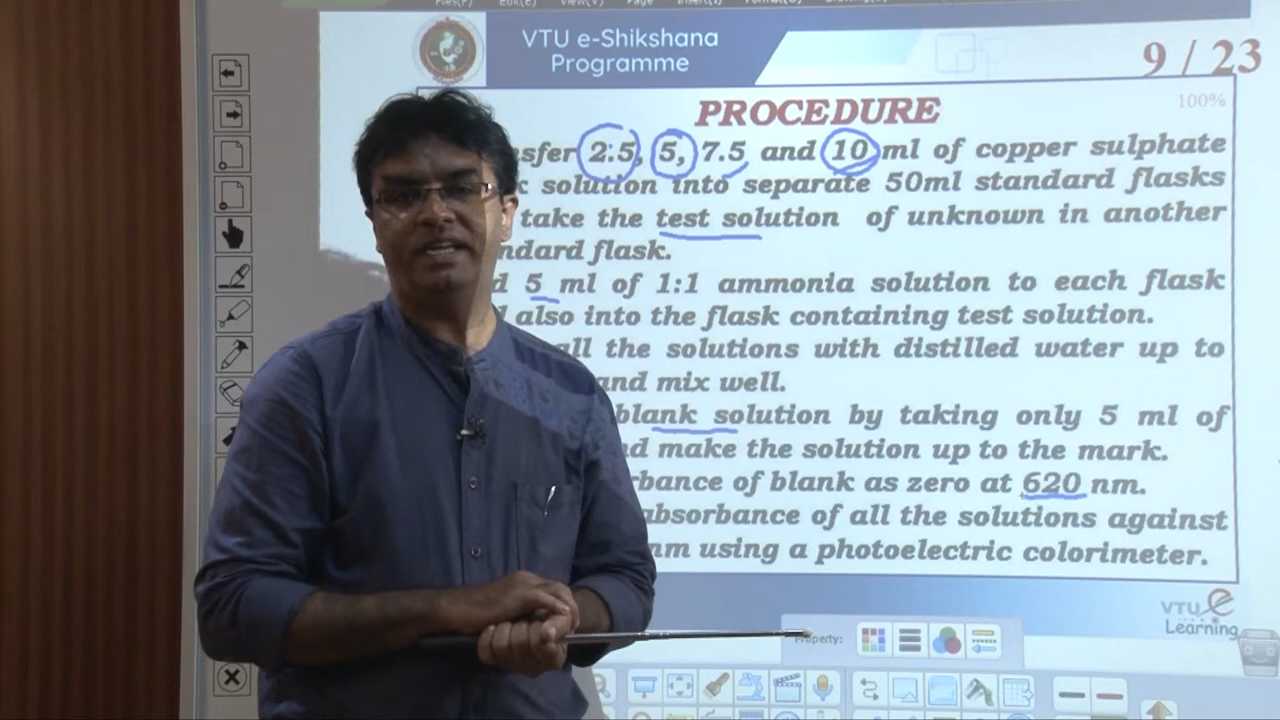 VTU e-Shikshana
Programme
9 / 23
100%
PROCEDURE
2.5, 5, 7.5 and 10 ml of copper sulphate
solution into separate 50ml standard flasks
take the test solution of unknown in another
flask.
5 ml of 1:1 ammonia solution to each flask
also into the flask containing test solution.
all the solutions with distilled water up to
and mix well.
blank solution by taking only 5 ml of
make the solution up to the mark.
of blank as zero at 620 nm.
absorbance of all the solutions against
using a photoelectric colorimeter.
VTU e
Learning
Property: